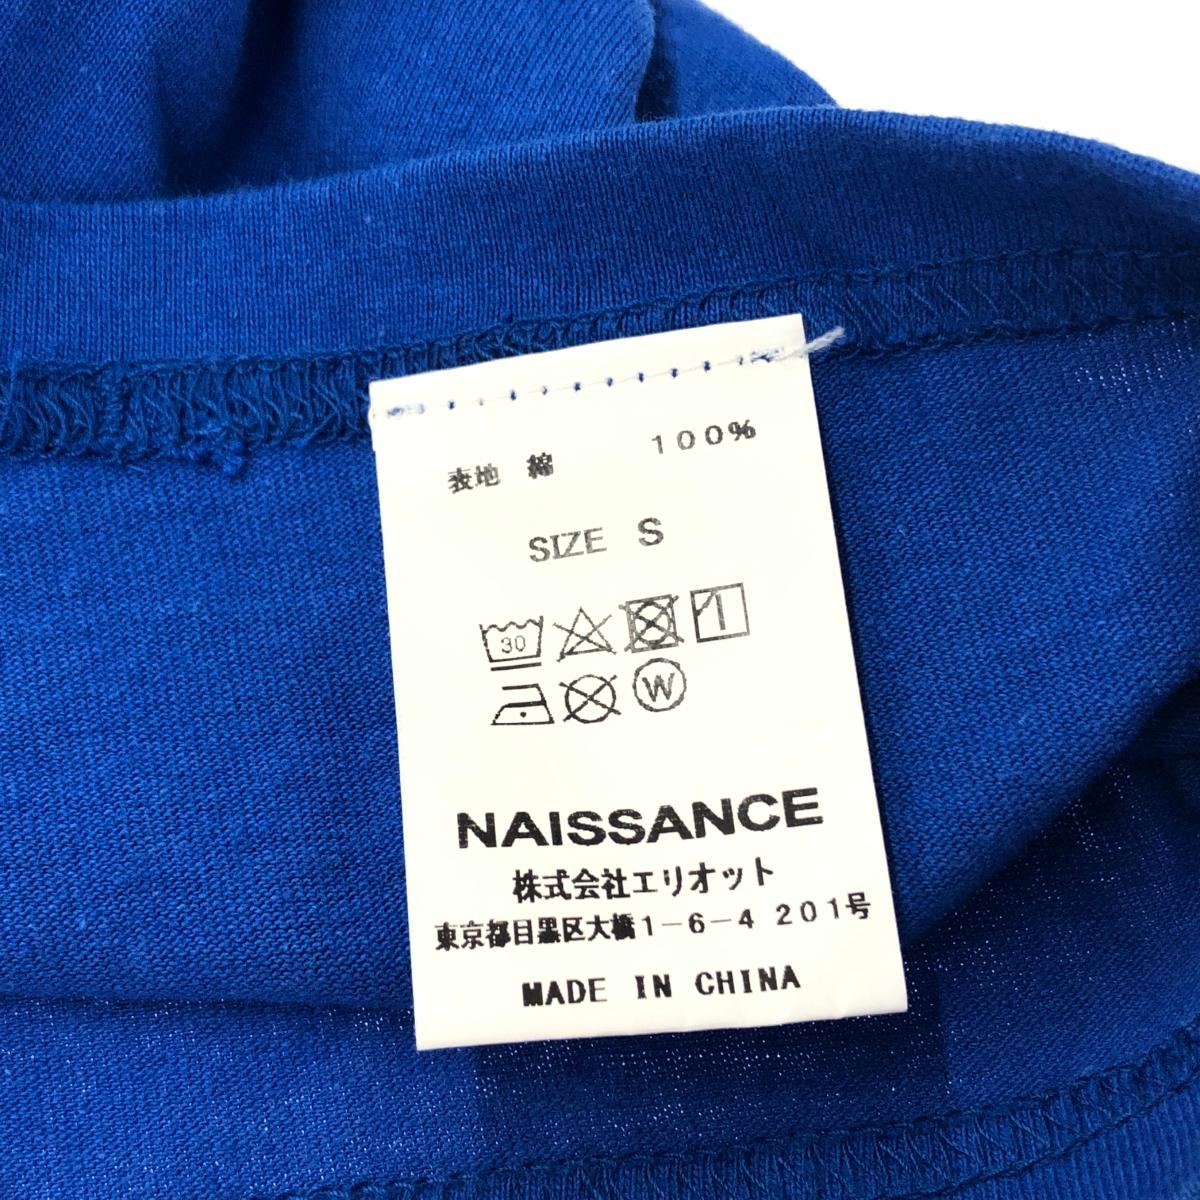 表地 綿 100%
SIZE S
30
W
NAISSANCE
株式会社エリオット
東京都目黒区大橋1-6-4 201号
MADE IN CHINA